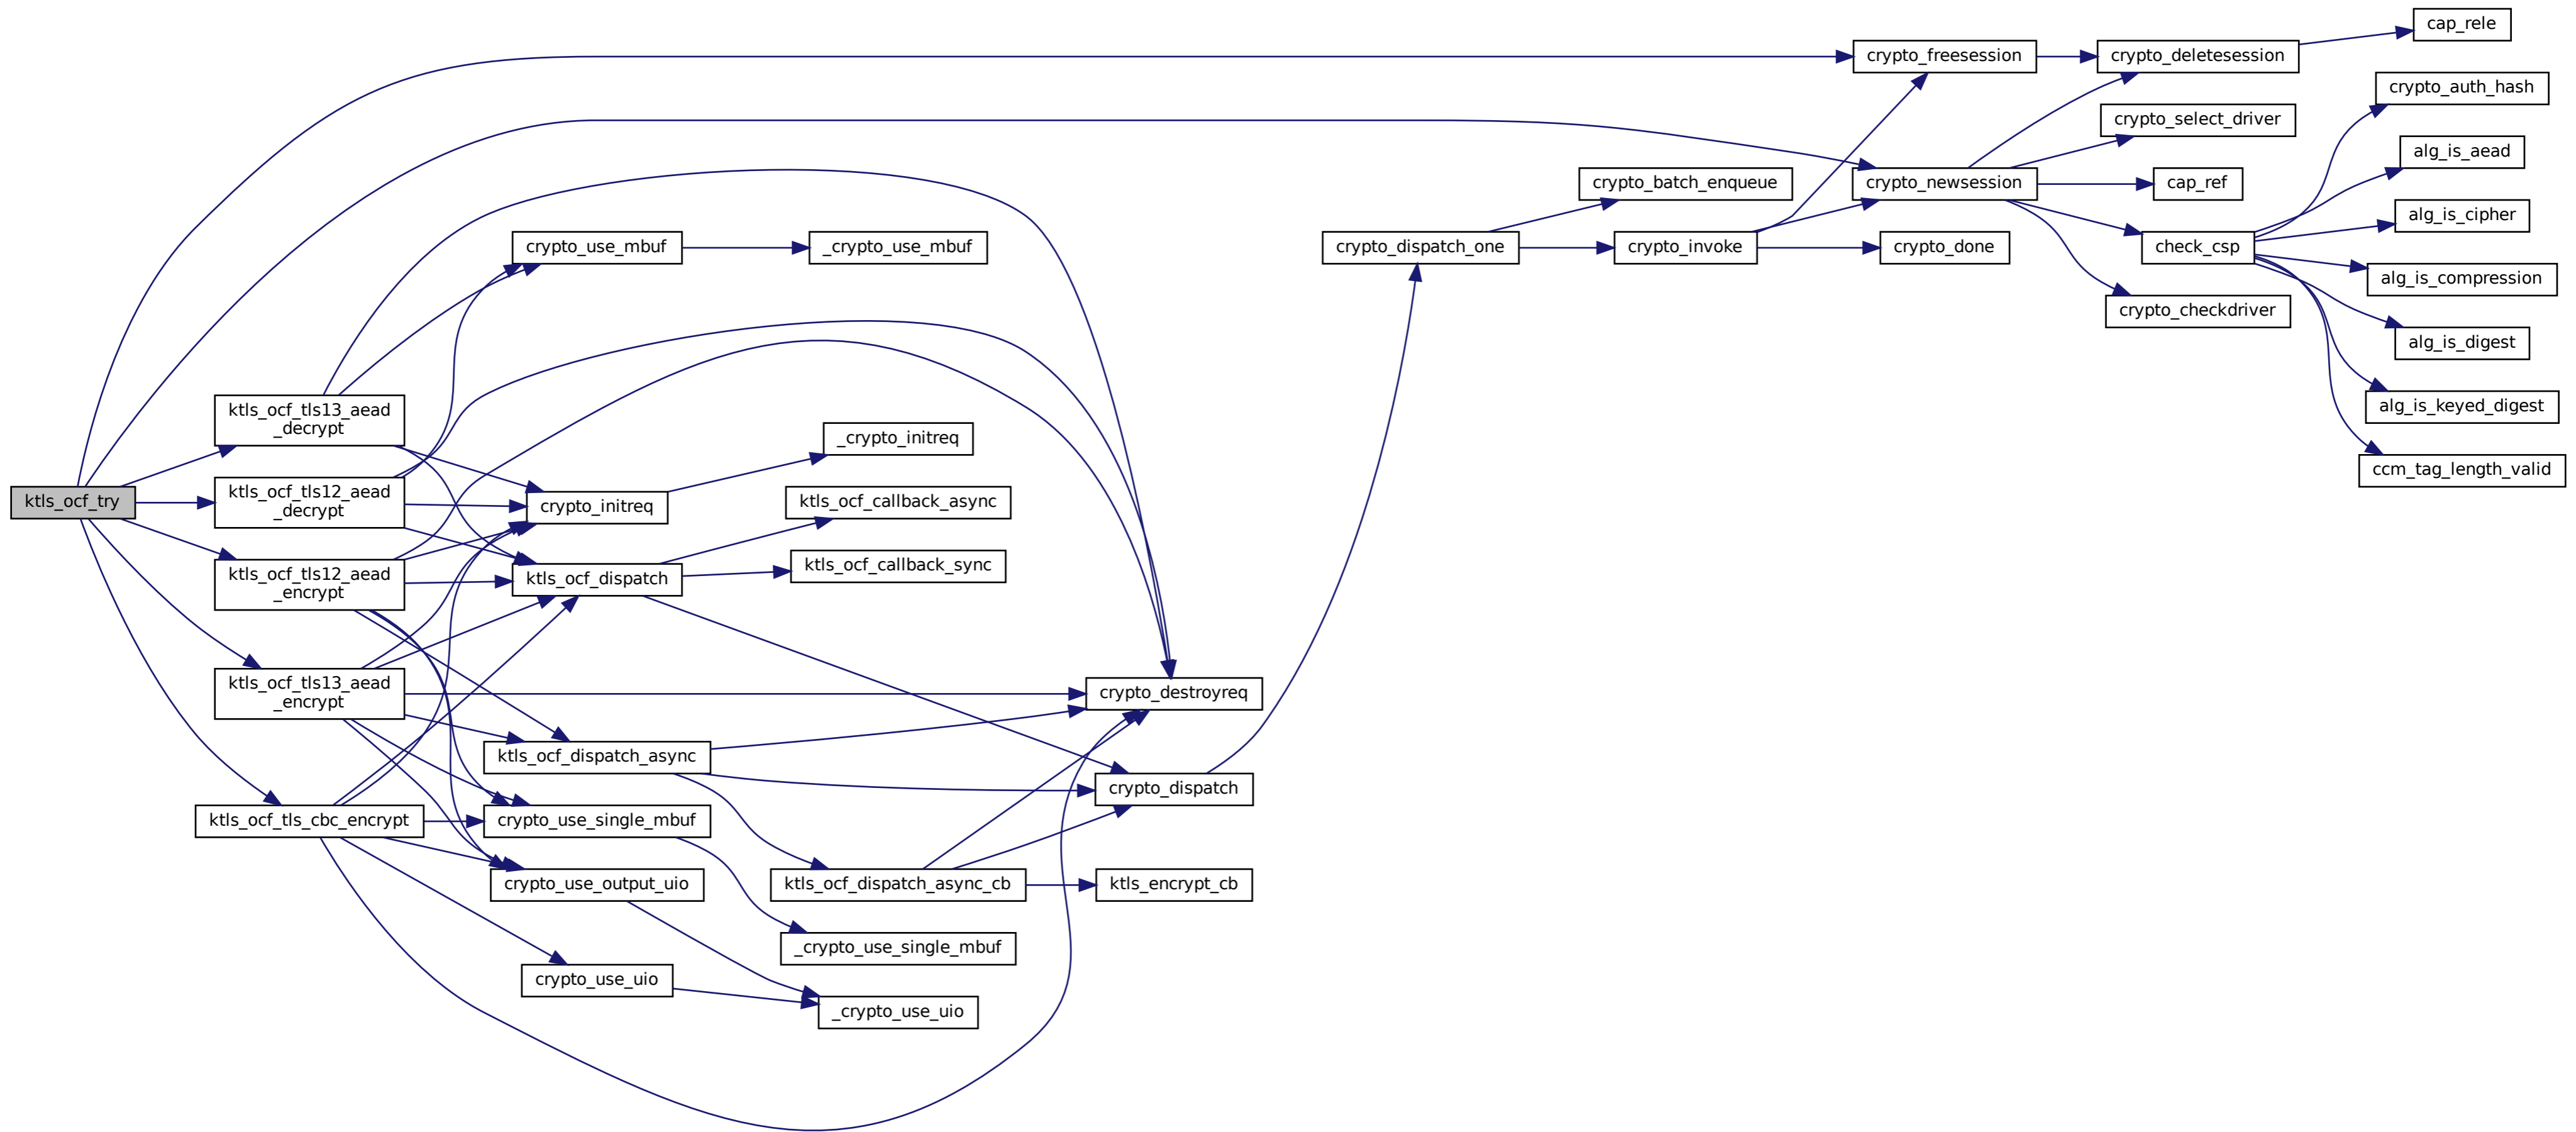 ktls_ocf_try
ktls_ocf_tls13_aead
_decrypt
ktls_ocf_tls12_aead
_decrypt
ktls_ocf_tls12_aead
_encrypt
ktls_ocf_tls13_aead
_encrypt
ktls_ocf_tls_cbc_encrypt
crypto_use_mbuf
crypto_initreq
ktls_ocf_dispatch
ktls_ocf_dispatch_async
crypto_use_single_mbuf
crypto_use_output_uio
crypto_use_uio
_crypto_use_mbuf
_crypto_initreq
ktls_ocf_callback_async
ktls_ocf_callback_sync
ktls_ocf_dispatch_async_cb
_crypto_use_single_mbuf
_crypto_use_uio
crypto_destroyreq
crypto_dispatch
ktls_encrypt_cb
crypto_dispatch_one
crypto_batch_enqueue
crypto_invoke
crypto_freesession
crypto_newsession
crypto_done
crypto_deletesession
crypto_select_driver
cap_ref
check_csp
crypto_checkdriver
cap_rele
crypto_auth_hash
alg_is_aead
alg_is_cipher
alg_is_compression
alg_is_digest
alg_is_keyed_digest
ccm_tag_length_valid